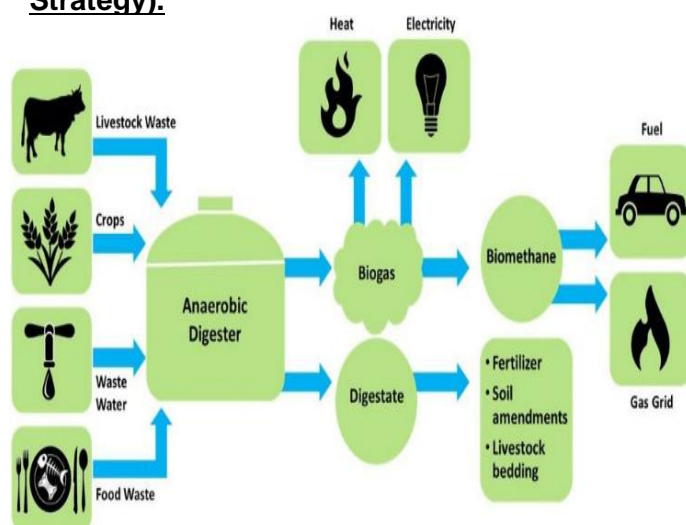 Strategy):
Heat
Electricity
Livestock Waste
Fuel
Crops
Biogas
Biomethane
Anaerobic
Digester
Waste
Water
Digestate
• Fertilizer
• Soil
amendments
• Livestock
bedding
Gas Grid
Food Waste